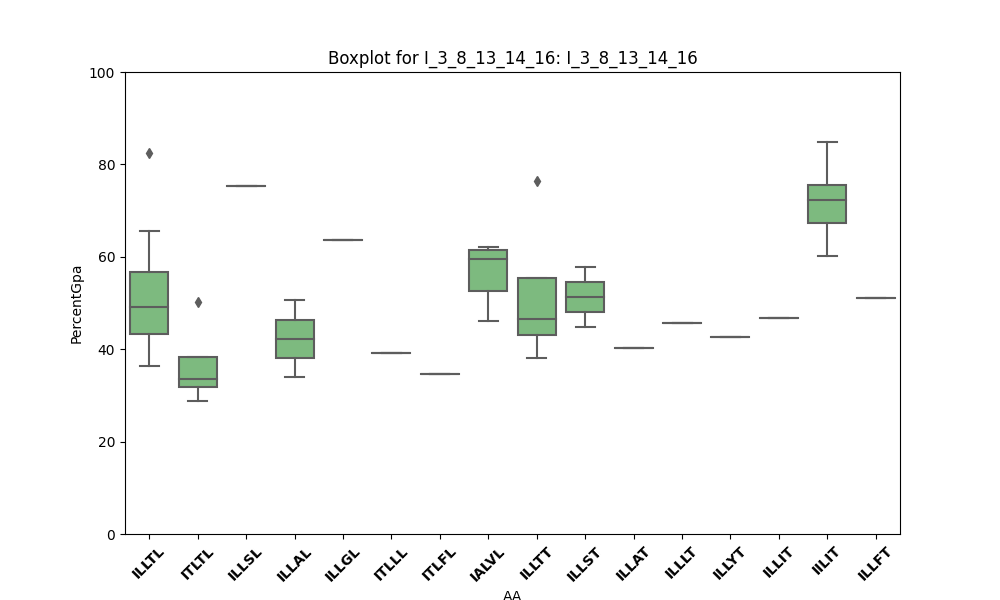 Boxplot for I_3_8_13_14_16: I_3_8_13_14_16
PercentGpa
100
80
60
40
20
0
ILLTL ITLTL ILLSL ILLAL ILLGL ITLLL ITLFL IALVL ILLTT ILLST ILLAT ILLLT ILLYT ILLIT IILIT ILLFT
AA